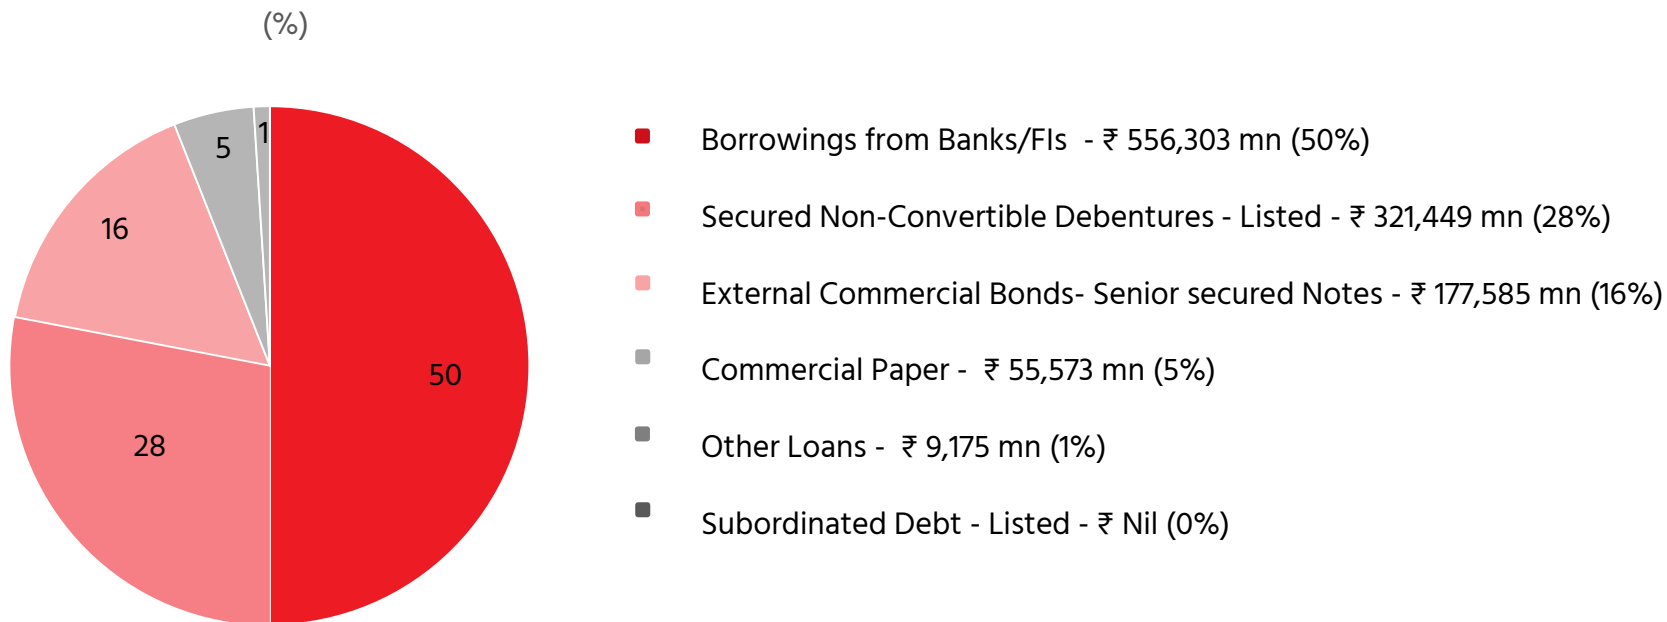 (%)
50
28
16
5
1
Borrowings from Banks/FIs - ₹ 556,303 mn (50%)
Secured Non-Convertible Debentures - Listed - ₹ 321,449 mn (28%)
External Commercial Bonds- Senior secured Notes - ₹ 177,585 mn (16%)
Commercial Paper - ₹ 55,573 mn (5%)
Other Loans - ₹ 9,175 mn (1%)
Subordinated Debt - Listed - ₹ Nil (0%)